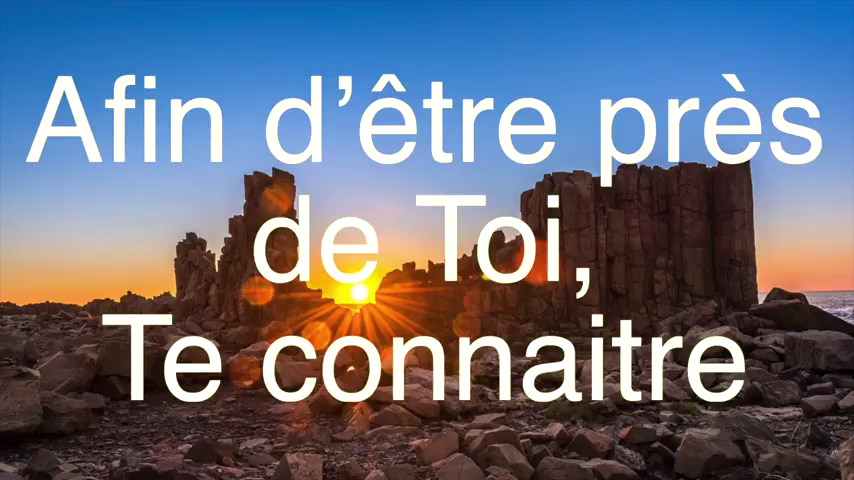 Afin d’être près
de Toi,
Te connaitre